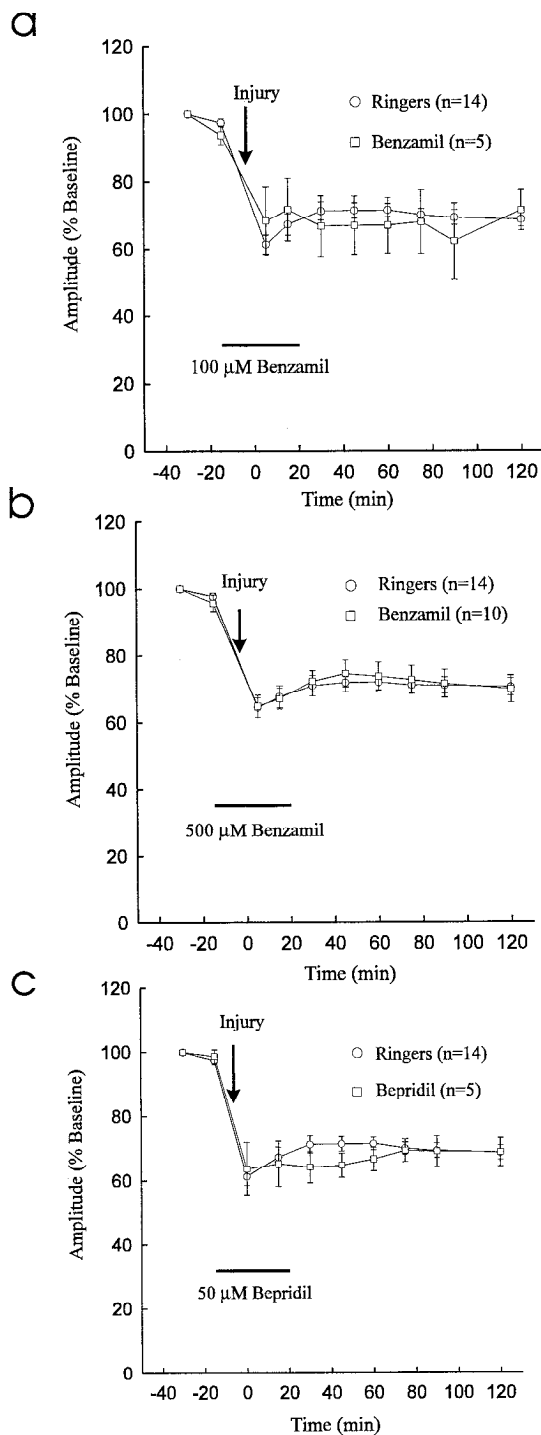 a
Injury
Ringers (n=14)
Benzamil (n=5)
100
80
60
40
20
0
Amplitude (% Baseline)
100 μM Benzamil
-40 -20 0 20 40 60 80 100 120
Time (min)
b
Injury
Ringers (n=14)
Benzamil (n=10)
100
80
60
40
20
0
Amplitude (% Baseline)
500 μM Benzamil
-40 -20 0 20 40 60 80 100 120
Time (min)
c
Injury
Ringers (n=14)
Bepridil (n=5)
100
80
60
40
20
0
Amplitude (% Baseline)
50 μM Bepridil
-40 -20 0 20 40 60 80 100 120
Time (min)